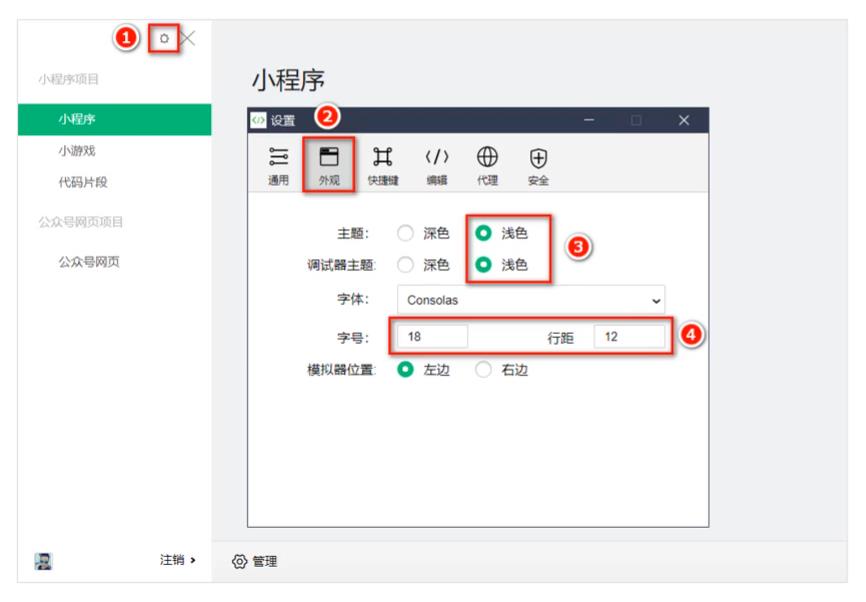 1
小程序项目
小程序
小程序
2
设置
小游戏
通用 外观 快捷键 编辑 代理 安全
代码片段
公众号网页项目
主题: 深色 浅色
3
公众号网页
调试器主题: 深色 浅色
字体: Consolas
字号: 18 行距 12
4
模拟器位置: 左边 右边
注销
管理